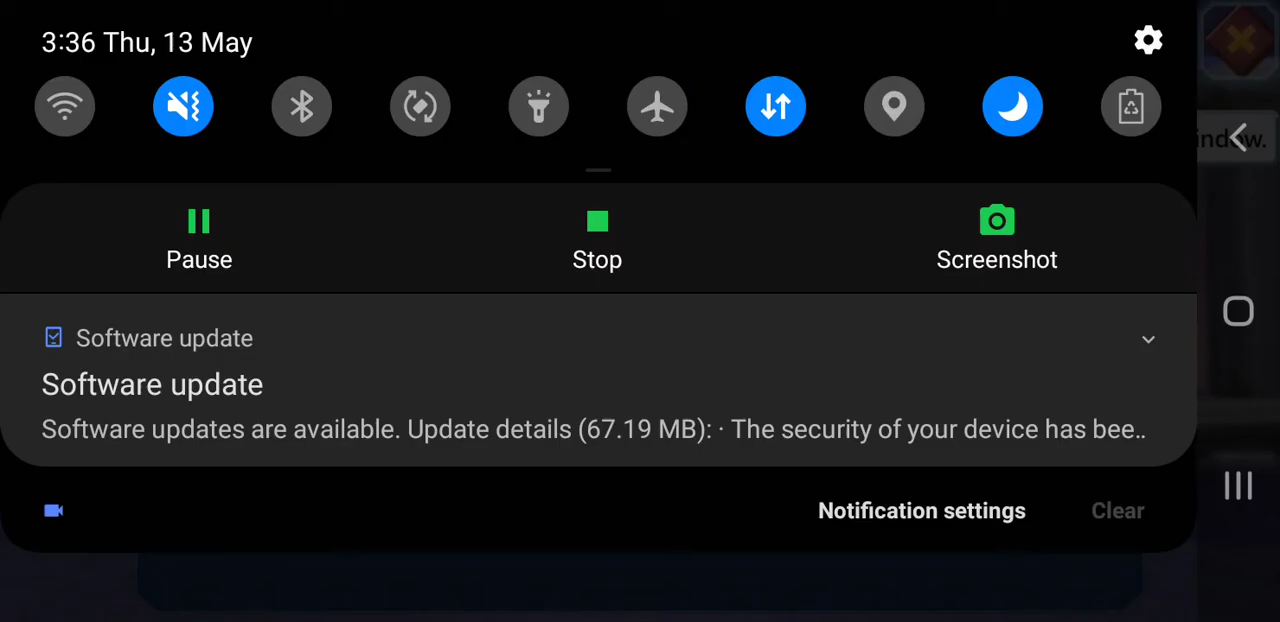 3:36 Thu, 13 May
indow.
Pause
Stop
Screenshot
Software update
Software update
Software updates are available. Update details (67.19 MB): · The security of your device has bee..
Notification settings
Clear